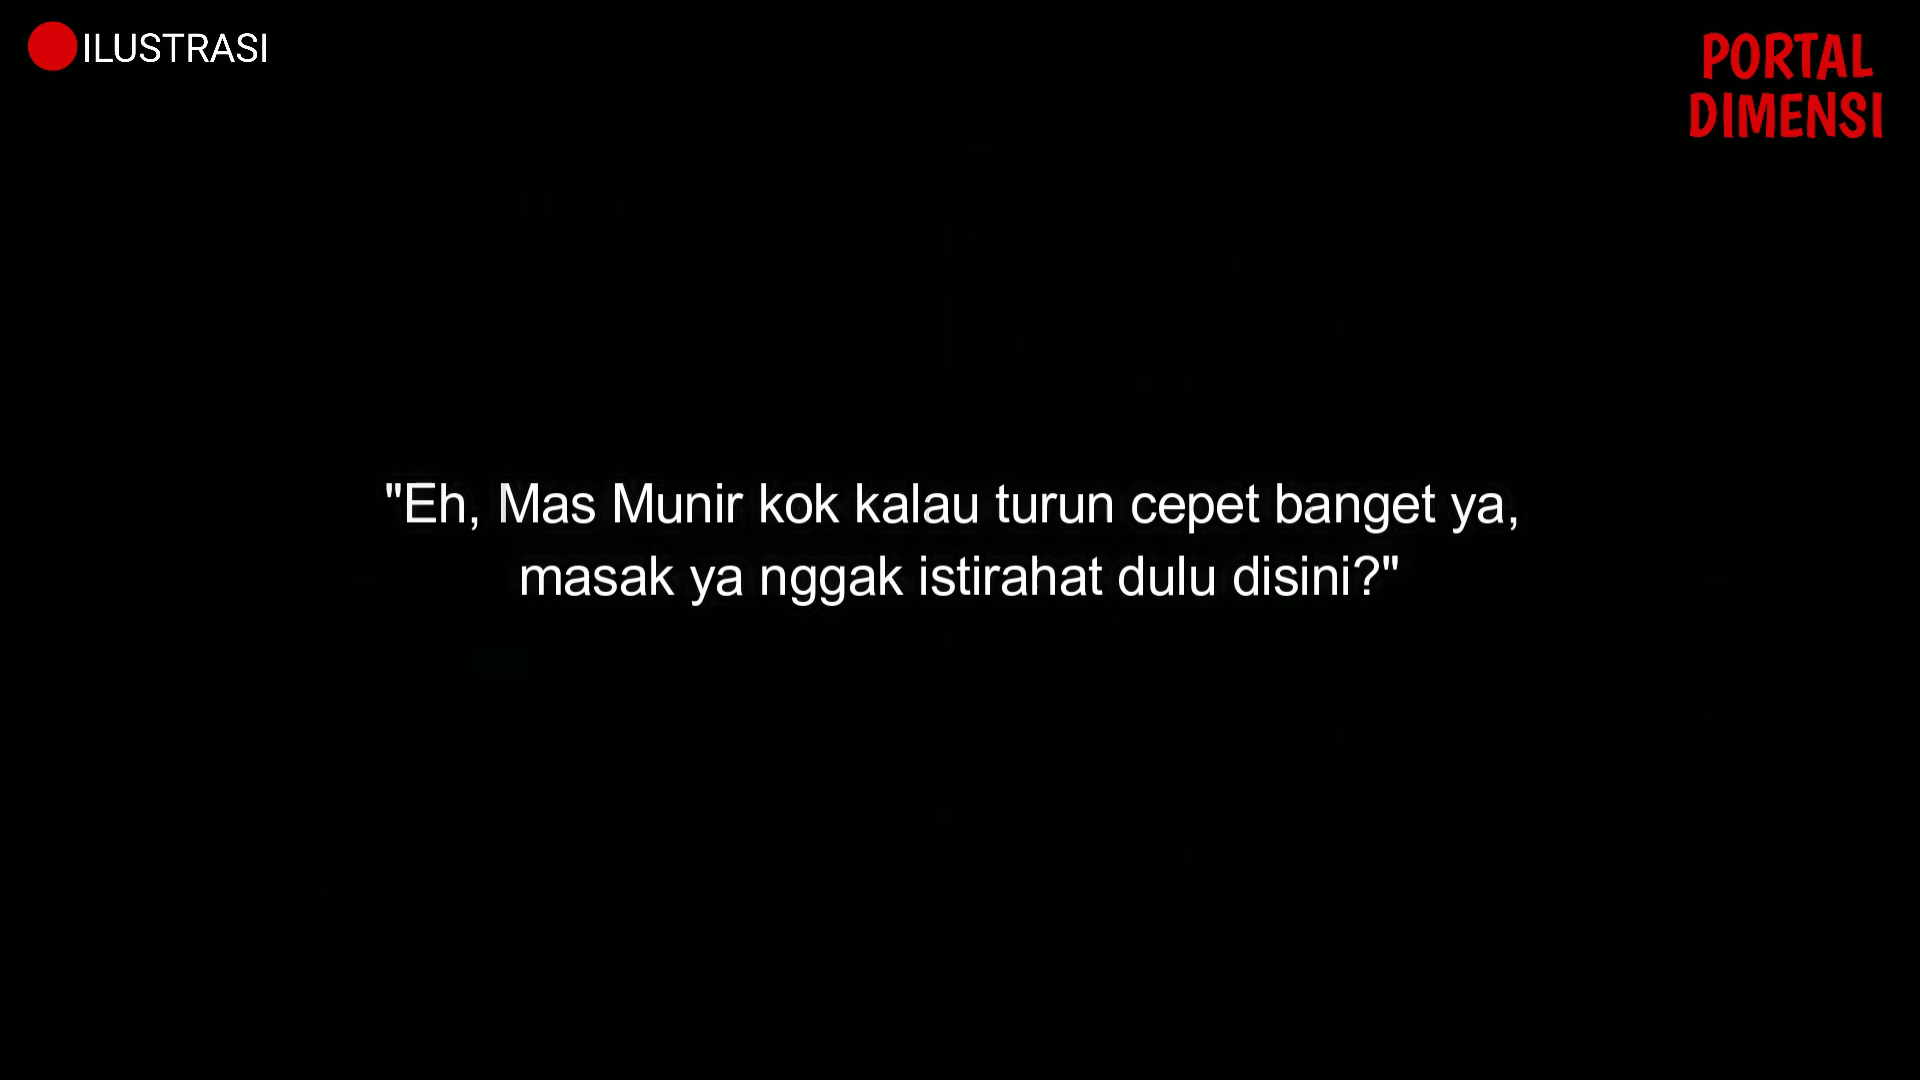 ILUSTRASI
PORTAL
DIMENSI
"Eh, Mas Munir kok kalau turun cepet banget ya,
masak ya nggak istirahat dulu disini?"